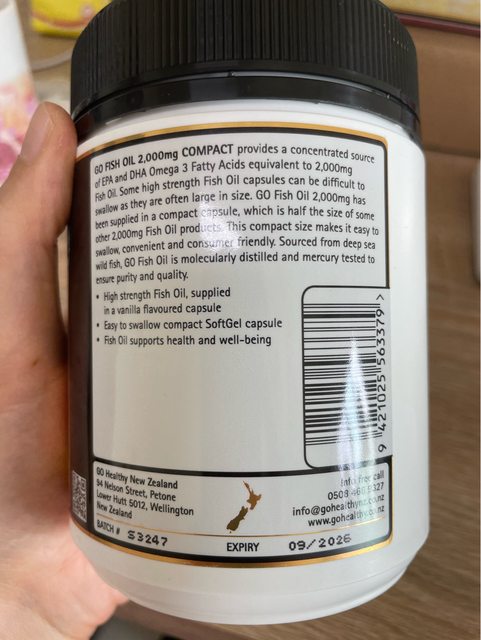 GO FISH OIL 2,000mg COMPACT provides a concentrated source
of EPA and DHA Omega 3 Fatty Acids equivalent to 2,000mg
Fish Oil. Some high strength Fish Oil capsules can be difficult to
swallow as they are often large in size. GO Fish Oil 2,000mg has
been supplied in a compact capsule, which is half the size of some
other 2,000mg Fish Oil products. This compact size makes it easy to
swallow, convenient and consumer friendly. Sourced from deep sea
wild fish, GO Fish Oil is molecularly distilled and mercury tested to
ensure purity and quality.
• High strength Fish Oil, supplied
in a vanilla flavoured capsule
• Easy to swallow compact SoftGel capsule
• Fish Oil supports health and well-being
9 421025 563379 >
GO Healthy New Zealand
94 Nelson Street, Petone
Lower Hutt 5012, Wellington
New Zealand
Info free call
0508 460 5327
info@gohealthynz.co.nz
www.gohealthy.co.nz
BATCH # S3247
EXPIRY 09/2026